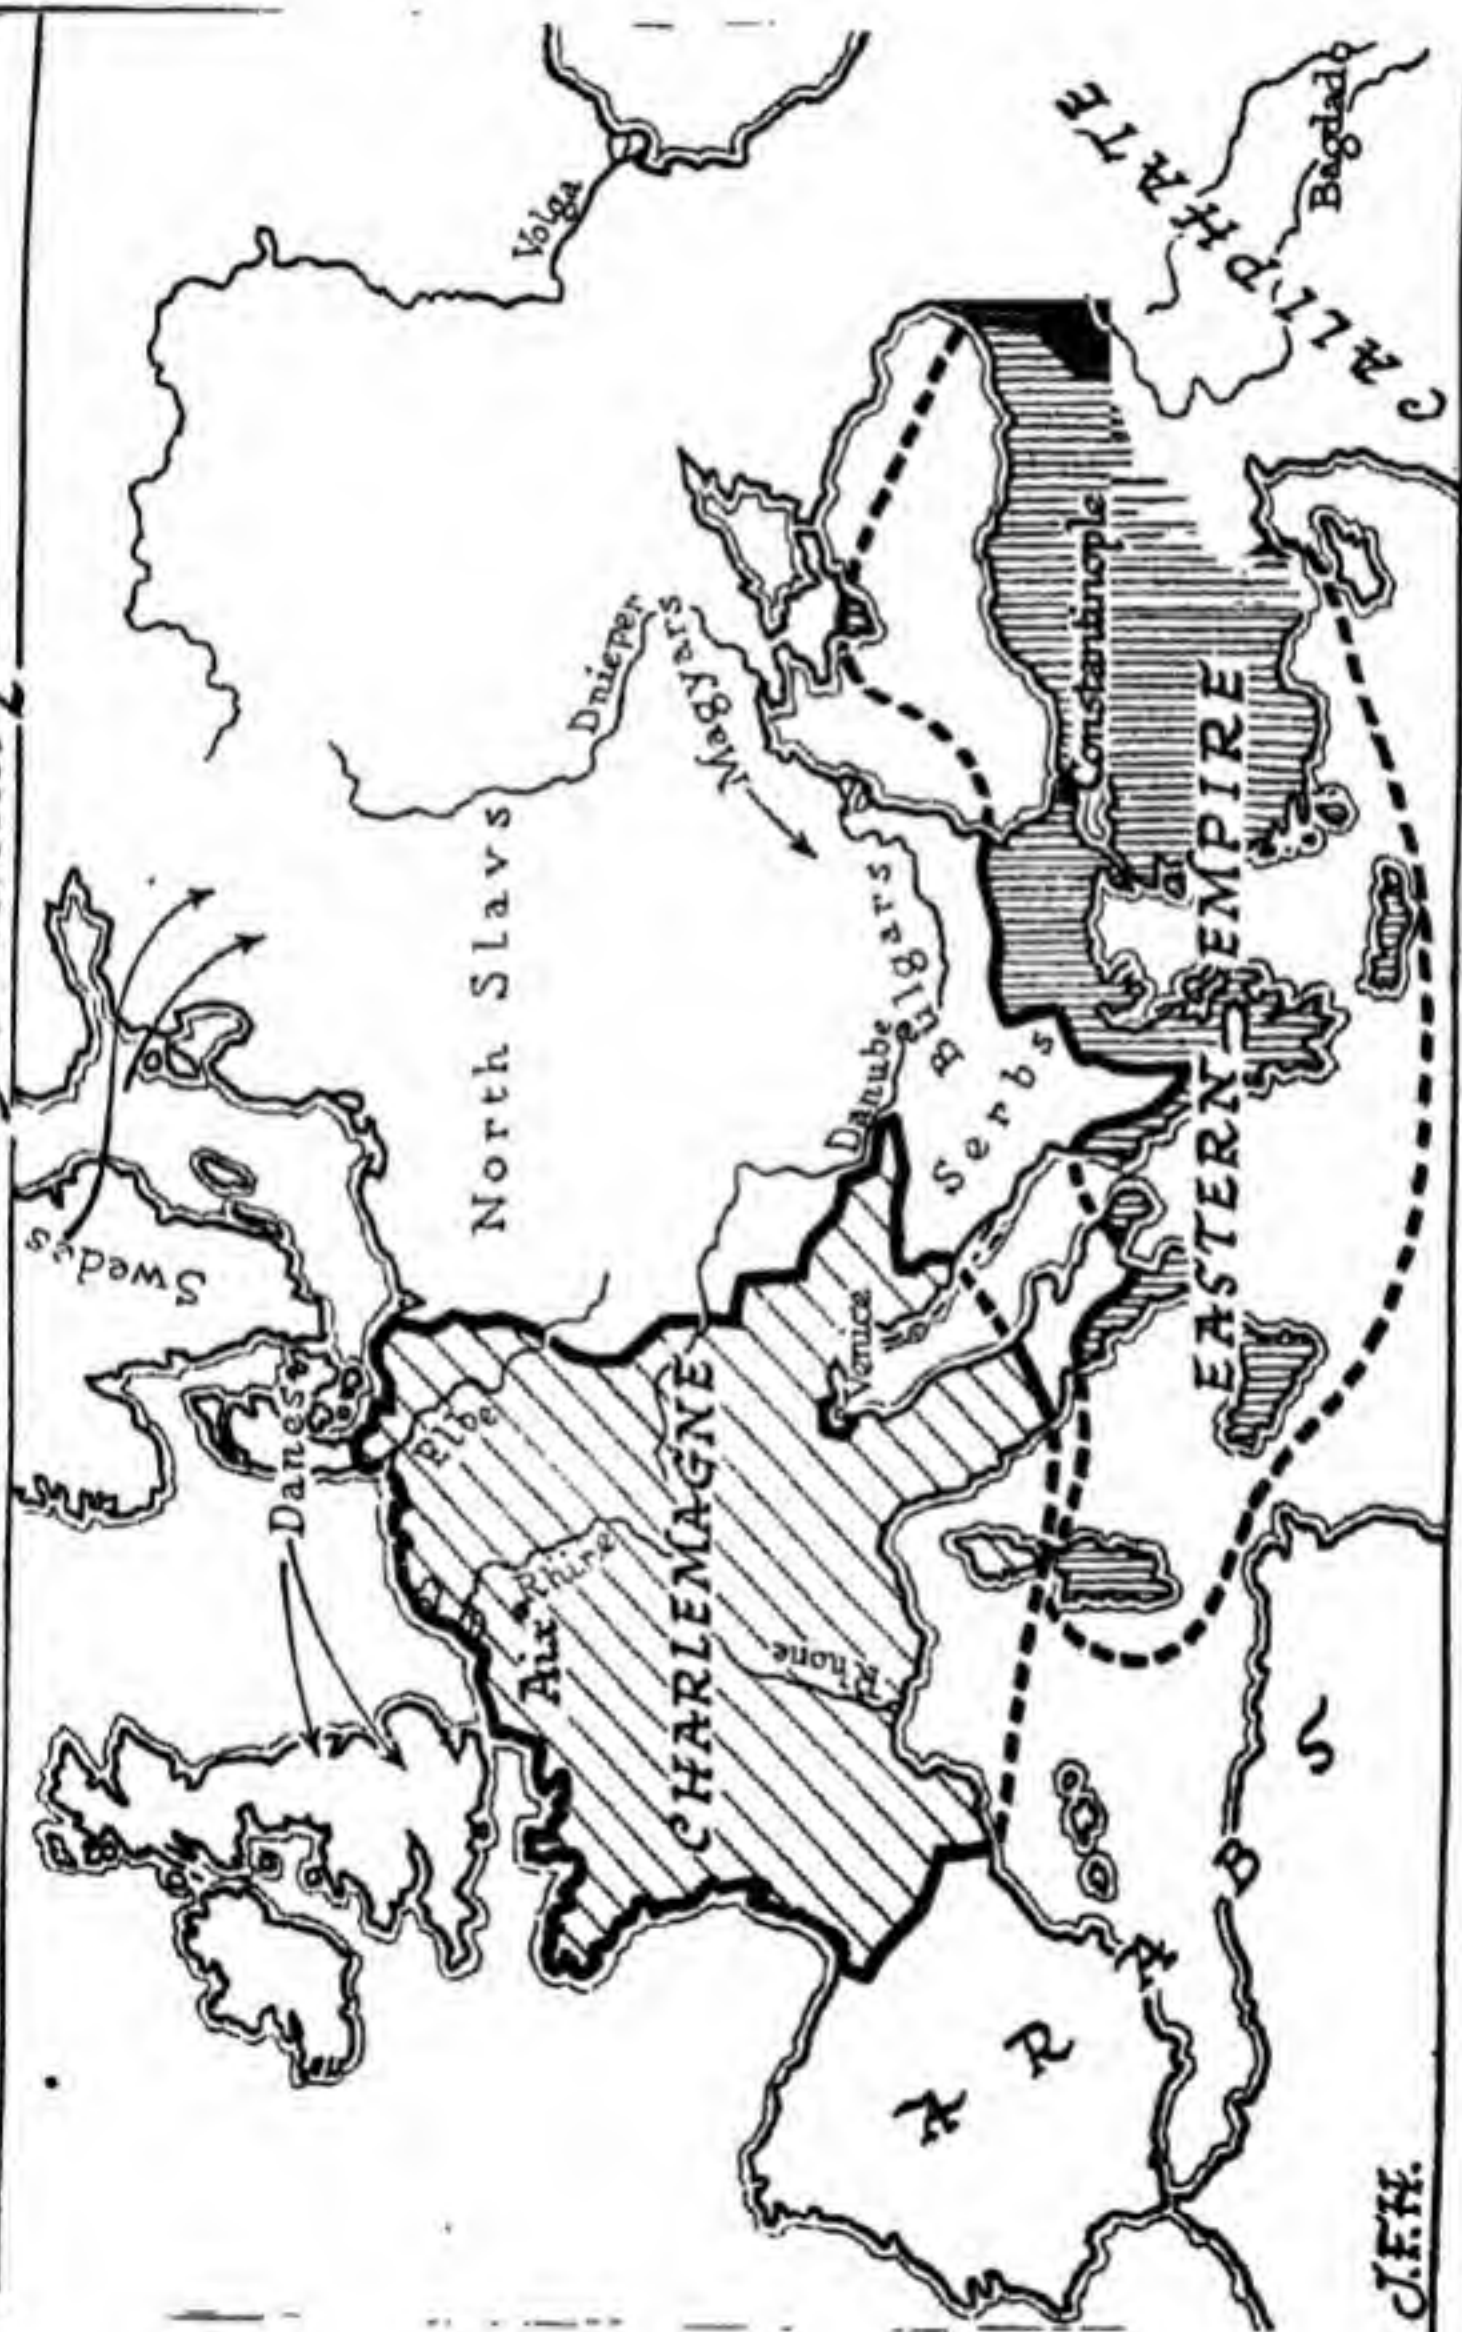 Swedes
Danes
North Slavs
Volga
Dnieper
Magyars
Elbe
Rhine
Aix
CHARLEMAGNE
Rhone
Venice
Danube
Bulgars
Serbs
Constantinople
EASTERN EMPIRE
CALIPHATE
Bagdad
ARABS
J.F.H.